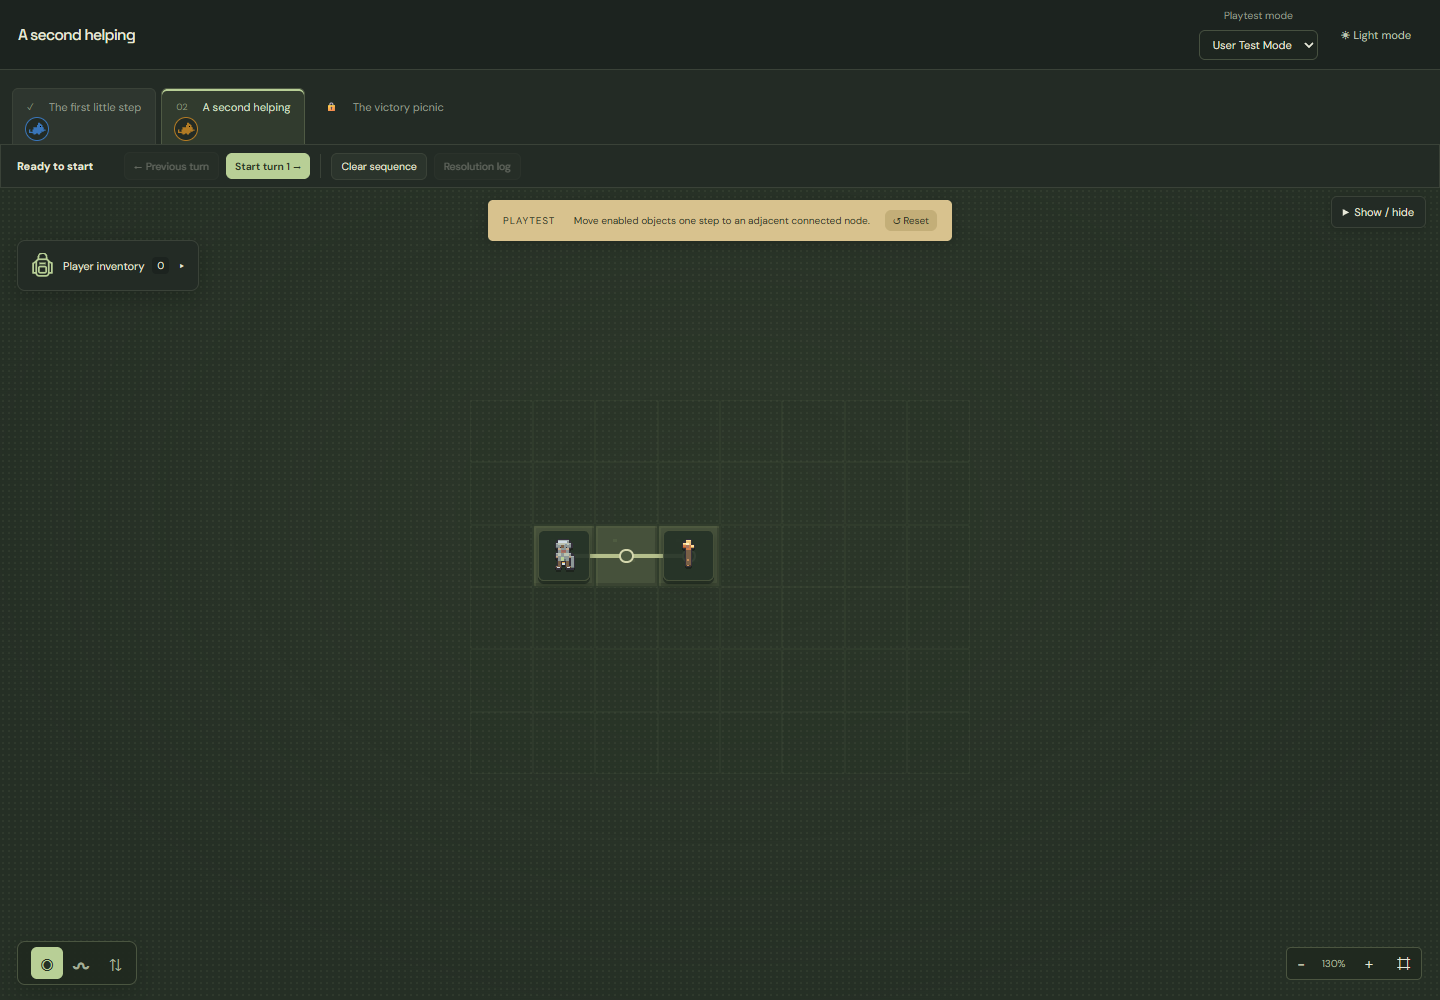 A second helping
Playtest mode
User Test Mode
☀ Light mode
✓ The first little step
02 A second helping
The victory picnic
Ready to start
← Previous turn
Start turn 1 →
Clear sequence
Resolution log
PLAYTEST Move enabled objects one step to an adjacent connected node. ↺ Reset
▶ Show / hide
Player inventory 0 ▸
− 130% +